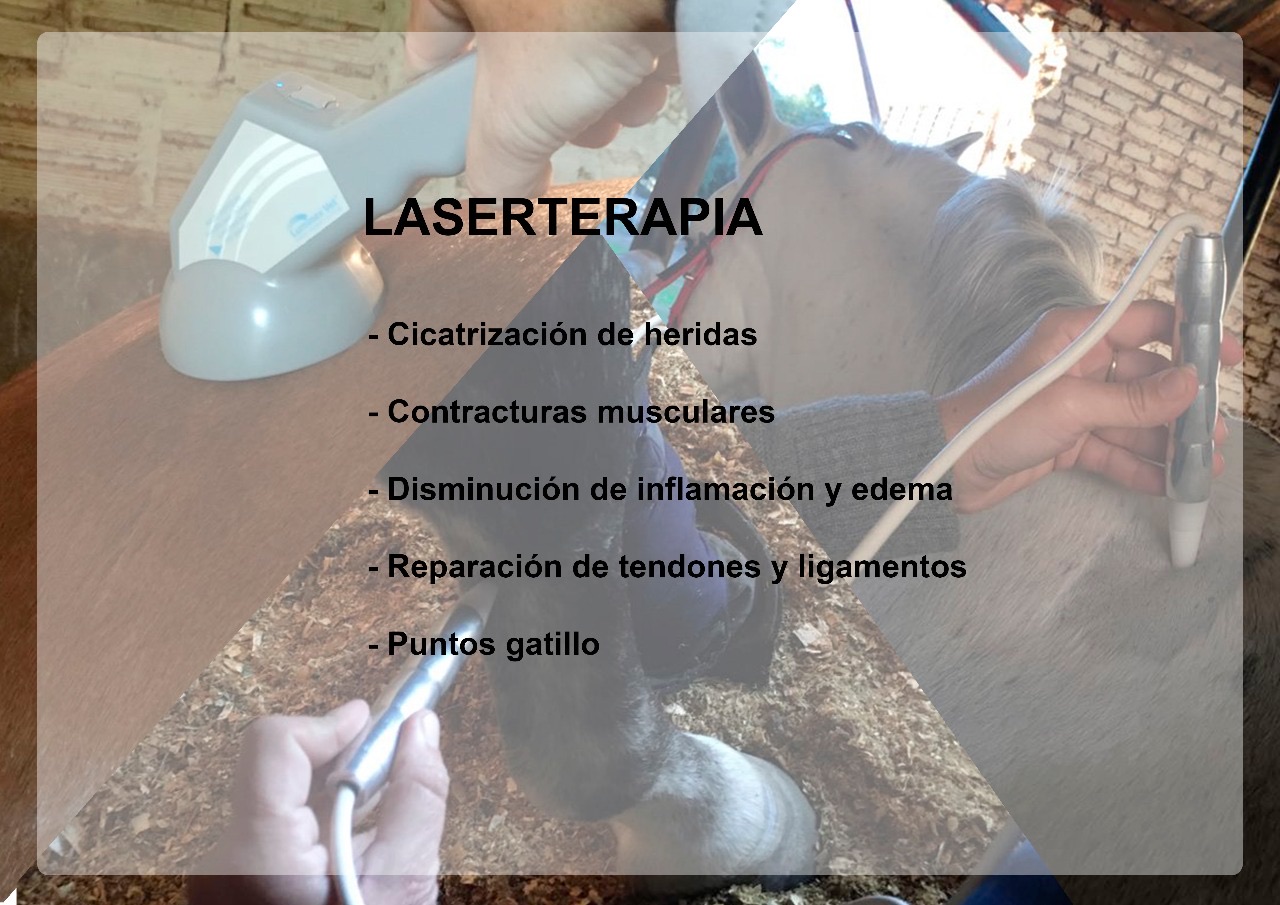 LASERTERAPIA
- Cicatrización de heridas
- Contracturas musculares
- Disminución de inflamación y edema
- Reparación de tendones y ligamentos
- Puntos gatillo